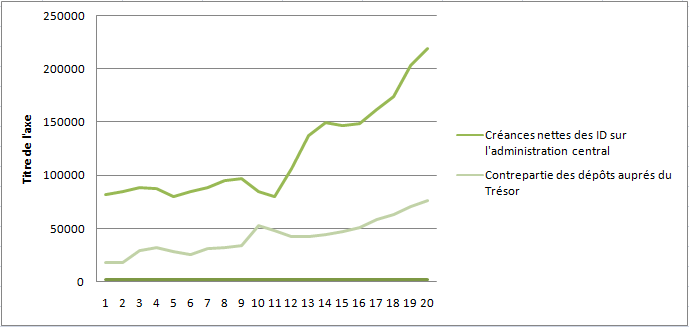 250000
200000
150000
100000
50000
0
Titre de l'axe
1 2 3 4 5 6 7 8 9 10 11 12 13 14 15 16 17 18 19 20
Créances nettes des ID sur
l'administration central
Contrepartie des dépôts auprés du
Trésor